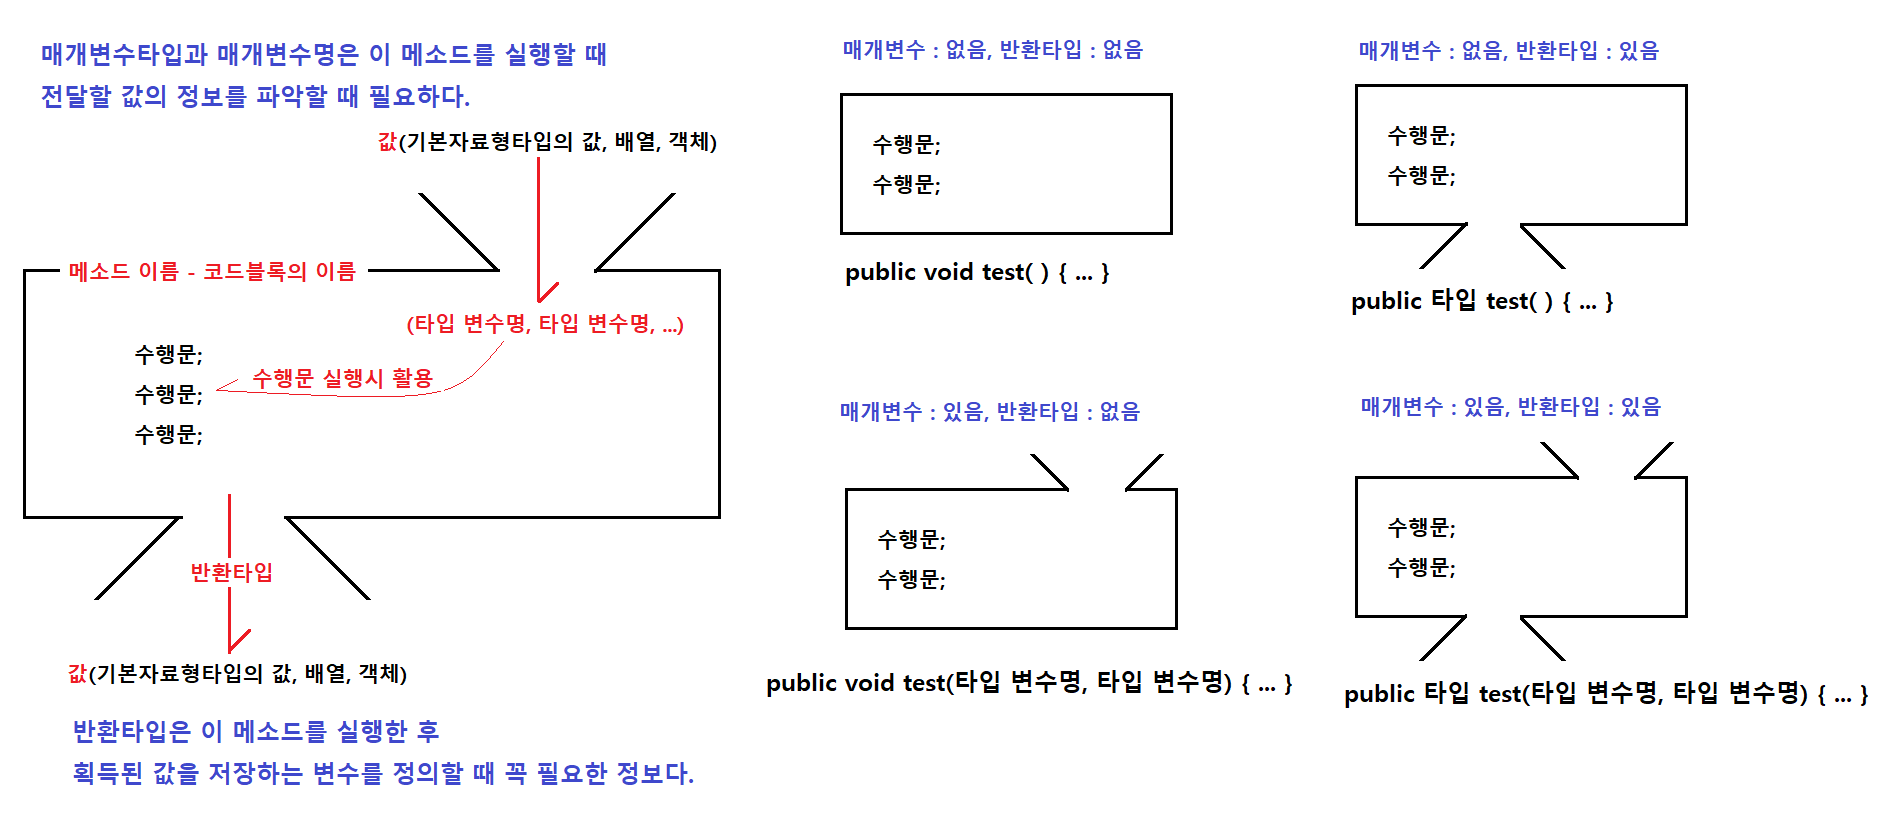 매개변수타입과 매개변수명은 이 메소드를 실행할 때
전달할 값의 정보를 파악할 때 필요하다.
값(기본자료형타입의 값, 배열, 객체)
메소드 이름 - 코드블록의 이름
(타입 변수명, 타입 변수명, ...)
수행문;
수행문 실행시 활용
수행문;
수행문;
반환타입
값(기본자료형타입의 값, 배열, 객체)
반환타입은 이 메소드를 실행한 후
획득된 값을 저장하는 변수를 정의할 때 꼭 필요한 정보다.
매개변수 : 없음, 반환타입 : 없음
수행문;
수행문;
public void test( ) { ... }
매개변수 : 없음, 반환타입 : 있음
수행문;
수행문;
public 타입 test( ) { ... }
매개변수 : 있음, 반환타입 : 없음
수행문;
수행문;
public void test(타입 변수명, 타입 변수명) { ... }
매개변수 : 있음, 반환타입 : 있음
수행문;
수행문;
public 타입 test(타입 변수명, 타입 변수명) { ... }